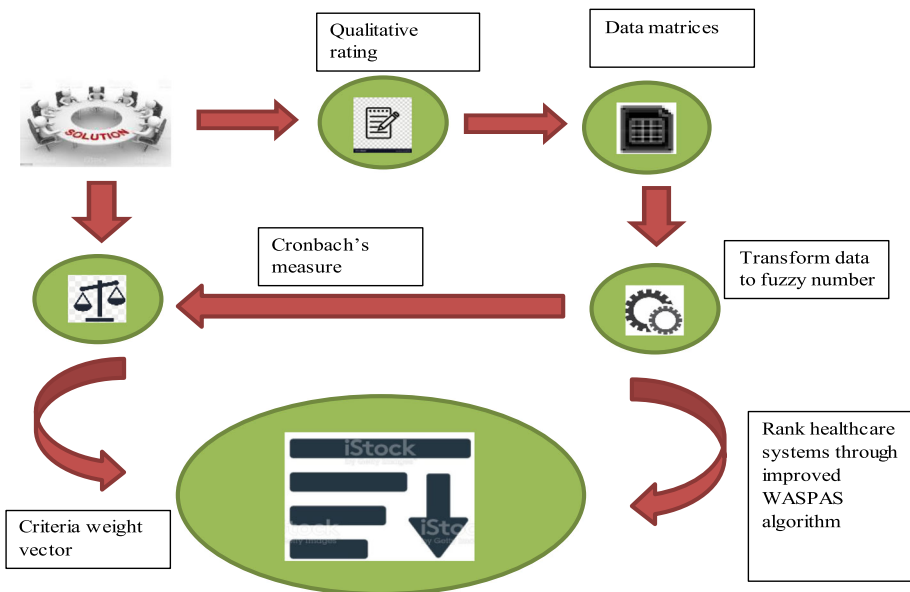 Qualitative
rating
Data matrices
SOLUTION
Cronbach's
measure
Transform data
to fuzzy number
iStock
by Getty Images
Rank healthcare
systems through
improved
WASPAS
algorithm
Criteria weight
vector